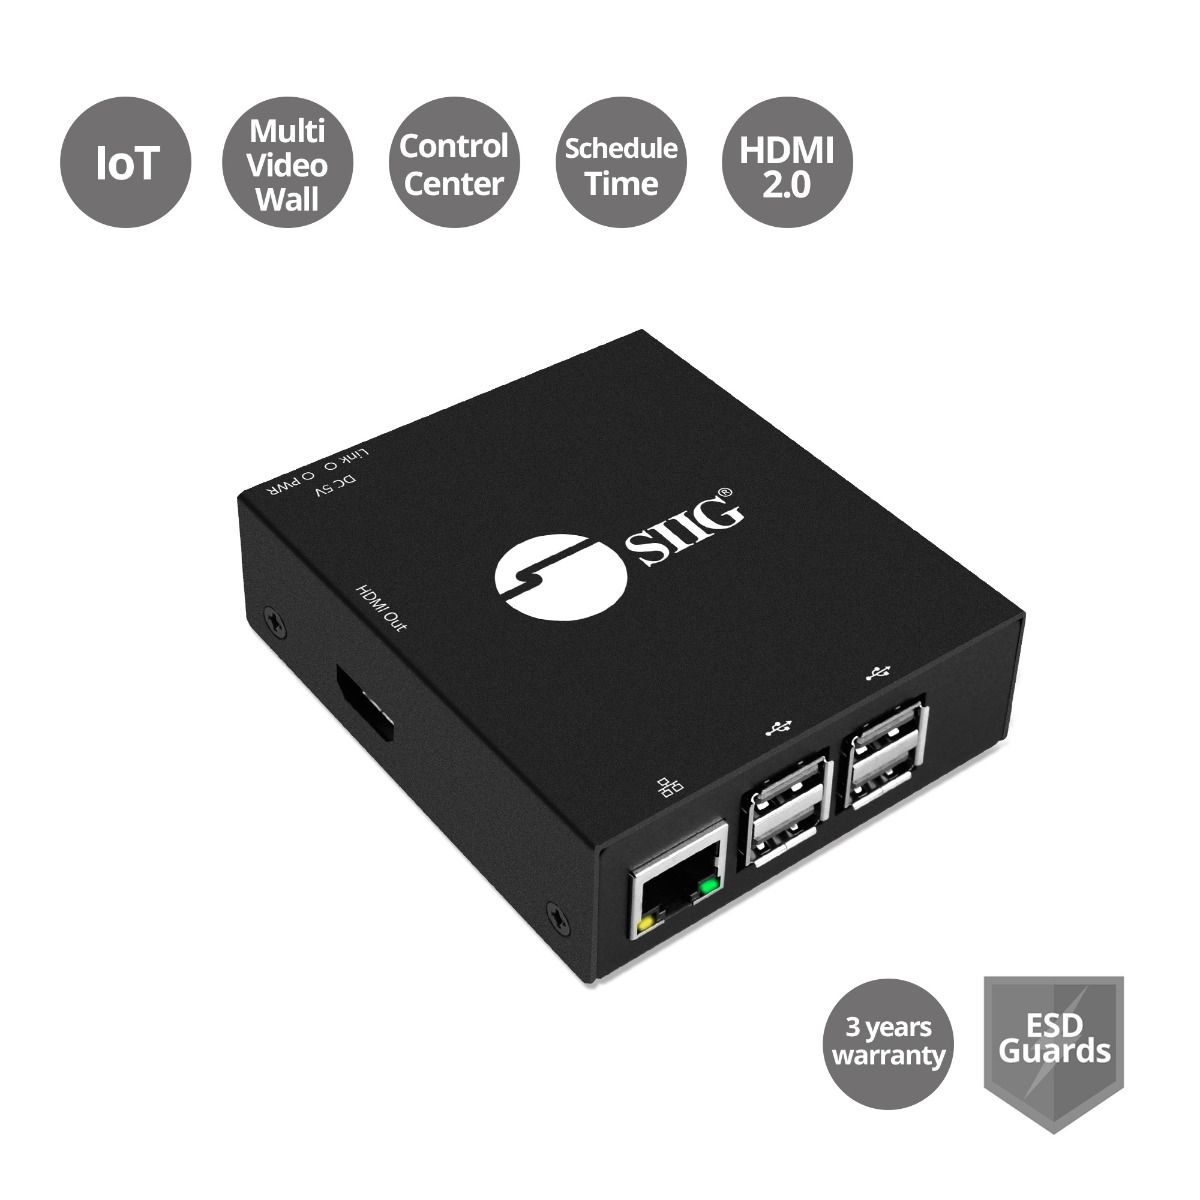 IoT
Multi
Video
Wall
Control
Center
Schedule
Time
HDMI
2.0
Link
PWR
DC 5V
SIIG®
HDMI Out
3 years
warranty
ESD
Guards